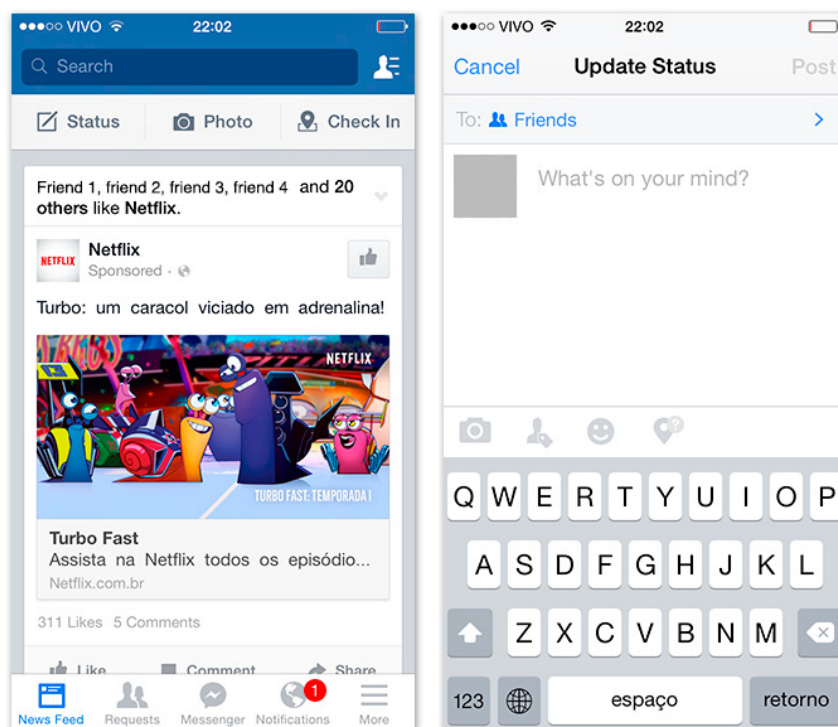 VIVO 22:02
Search
Status Photo Check In
Friend 1, friend 2, friend 3, friend 4 and 20
others like Netflix.
NETFLIX
Netflix
Sponsored ·
Turbo: um caracol viciado em adrenalina!
NETFLIX
TURBO FAST: TEMPORADA I
Turbo Fast
Assista na Netflix todos os episódio...
Netflix.com.br
311 Likes 5 Comments
Like Comment Share
1
News Feed Requests Messenger Notifications More
VIVO 22:02
Cancel Update Status Post
To: Friends
What's on your mind?
?
Q W E R T Y U I O P
A S D F G H J K L
Z X C V B N M
123 espaço retorno